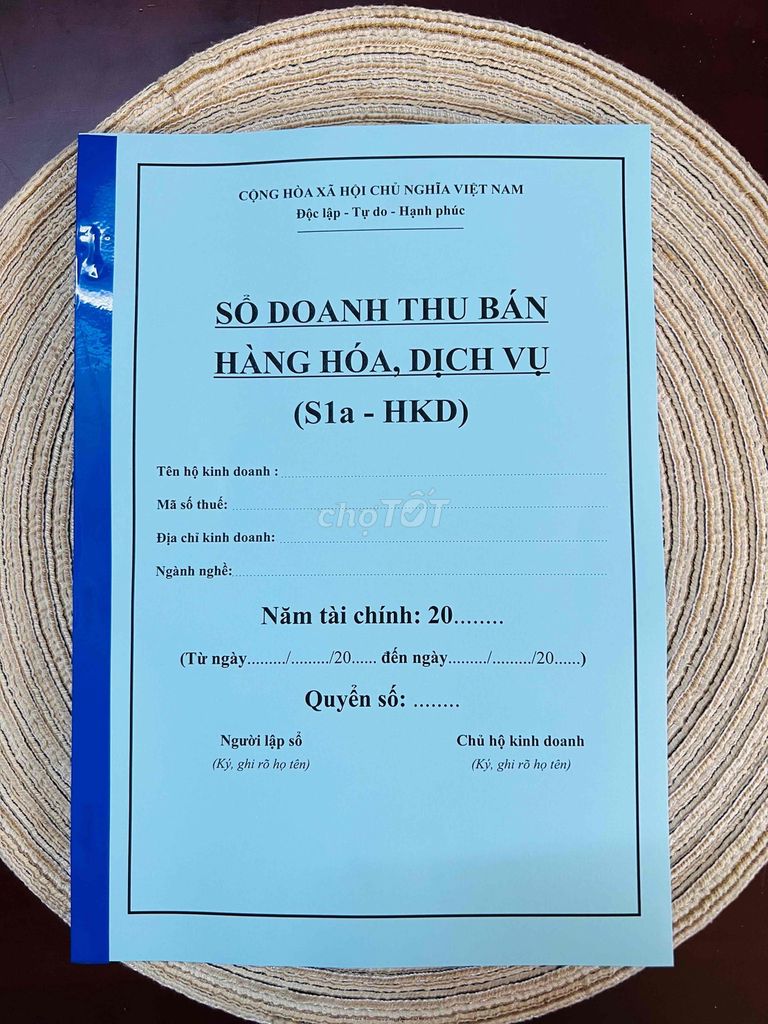 CỘNG HÒA XÃ HỘI CHỦ NGHĨA VIỆT NAM
Độc lập - Tự do - Hạnh phúc
SỔ DOANH THU BÁN
HÀNG HÓA, DỊCH VỤ
(S1a - HKD)
Tên hộ kinh doanh :
Mã số thuế:
chợTỐT
Địa chỉ kinh doanh:
Ngành nghề:
Năm tài chính: 20........
(Từ ngày........./........./20...... đến ngày........./........./20......)
Quyển số: ........
Người lập sổ Chủ hộ kinh doanh
(Ký, ghi rõ họ tên) (Ký, ghi rõ họ tên)